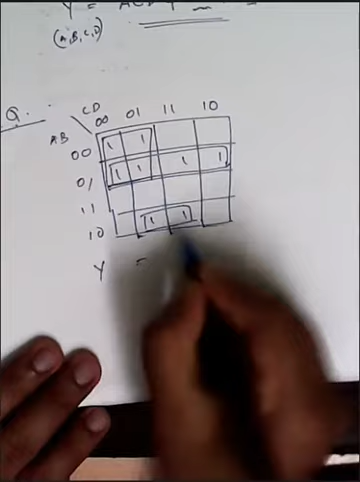 Y =
(A,B,C,D)
Q.
CD
00 01 11 10
AB
00 1 1
01 1 1 1 1
11
10 1 1
Y =